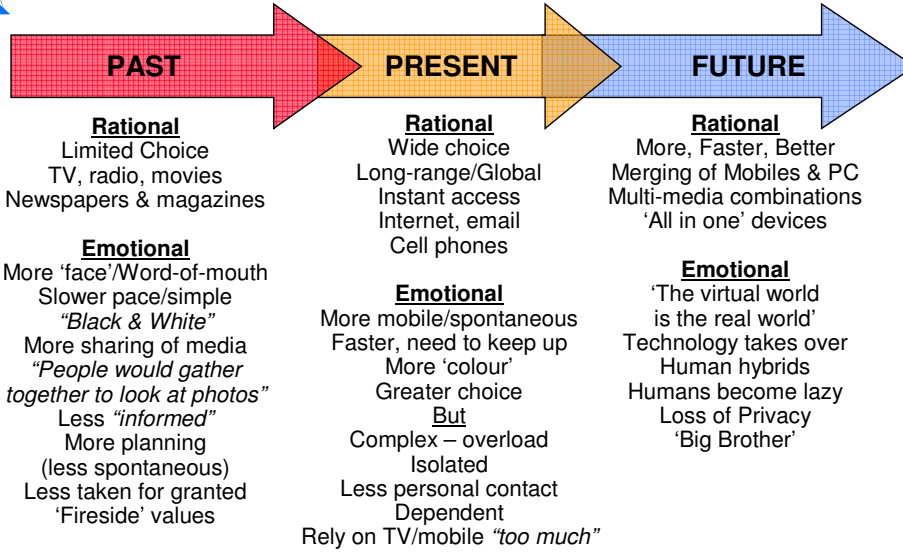 PAST
Rational
Limited Choice
TV, radio, movies
Newspapers & magazines
Emotional
More ‘face’/Word-of-mouth
Slower pace/simple
“Black & White”
More sharing of media
“People would gather
together to look at photos”
Less “informed”
More planning
(less spontaneous)
Less taken for granted
‘Fireside’ values
PRESENT
Rational
Wide choice
Long-range/Global
Instant access
Internet, email
Cell phones
Emotional
More mobile/spontaneous
Faster, need to keep up
More ‘colour’
Greater choice
But
Complex – overload
Isolated
Less personal contact
Dependent
Rely on TV/mobile “too much”
FUTURE
Rational
More, Faster, Better
Merging of Mobiles & PC
Multi-media combinations
‘All in one’ devices
Emotional
‘The virtual world
is the real world’
Technology takes over
Human hybrids
Humans become lazy
Loss of Privacy
‘Big Brother’